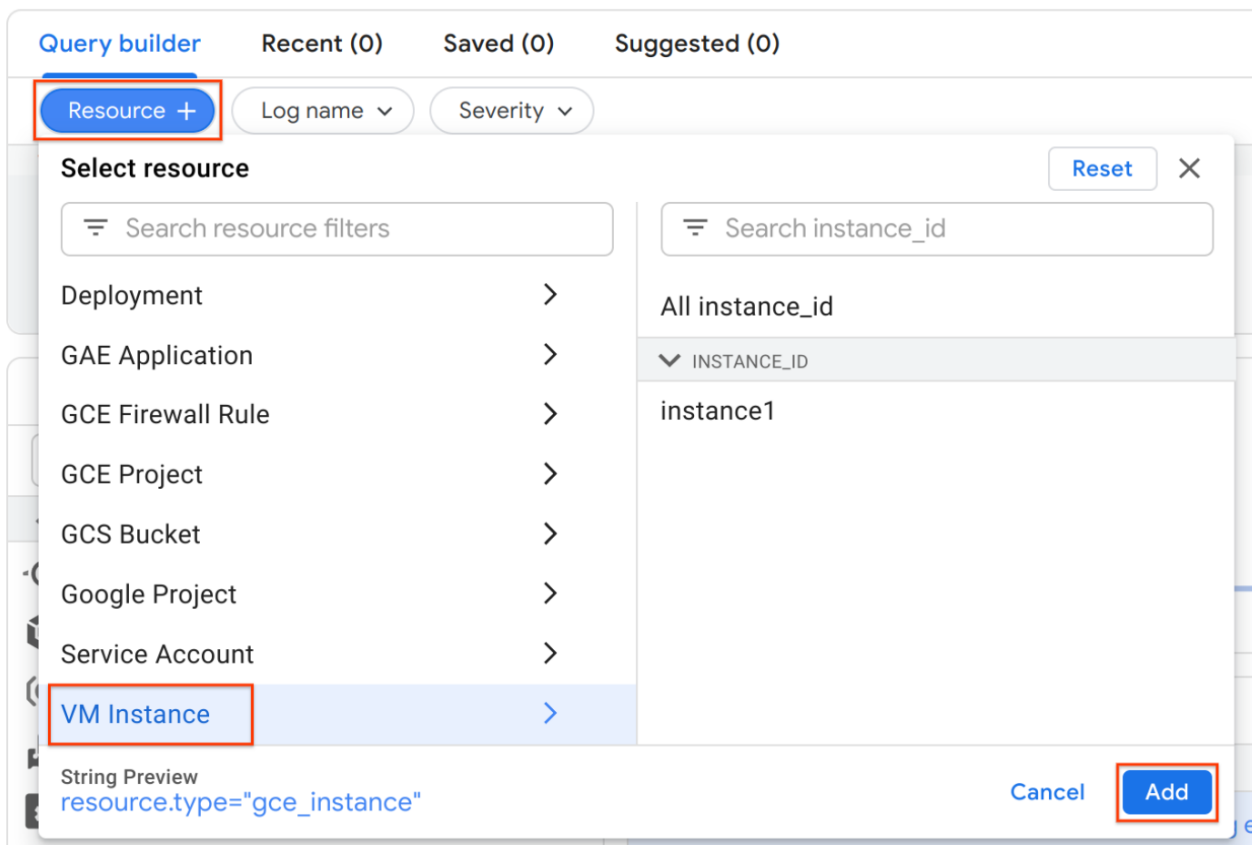 Query builder Recent (0) Saved (0) Suggested (0)
Resource + Log name Severity
Select resource Reset
Search resource filters Search instance_id
Deployment
All instance_id
GAE Application
INSTANCE_ID
GCE Firewall Rule
instance1
GCE Project
GCS Bucket
Google Project
Service Account
VM Instance
String Preview
resource.type="gce_instance"
Cancel Add